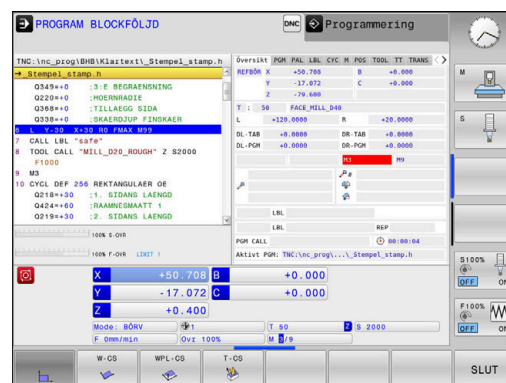 PROGRAM BLOCKFÖLJD
DNC
Programmering
TNC:\nc_prog\BHB\Klartext\_Stempel_stamp.h
→_Stempel_stamp.h
Q349=+0 ;3:E BEGRAENSNING
Q220=+0 ;HOERNRADIE
Q368=+0 ;TILLAEGG SIDA
Q338=+0 ;SKAERDJUP FINSKAER
6 L Y-30 X+30 R0 FMAX M99
7 CALL LBL "safe"
8 TOOL CALL "MILL_D20_ROUGH" Z S2000
F1000
9 M3
10 CYCL DEF 256 REKTANGULAER OE
Q218=+30 ;1. SIDANS LAENGD
Q424=+60 ;RAAMNESMAATT 1
Q219=+30 ;2. SIDANS LAENGD
100% S-OVR
100% F-OVR LIMIT 1
Översikt PGM PAL LBL CYC M POS TOOL TT TRANS
REFBÖR X +50.708 B +0.000
Y -17.072 C +0.000
Z -79.600
T : 50 FACE_MILL_D40
L +120.0000 R +20.0000
DL-TAB +0.0000 DR-TAB +0.0000
DL-PGM +0.0000 DR-PGM +0.0000
M3 M9
LBL
LBL REP
PGM CALL 00:00:04
Aktivt PGM: TNC:\nc_prog\...\_Stempel_stamp.h
X +50.708 B +0.000
Y -17.072 C +0.000
Z +0.400
Mode: BÖRV 1 T 50 Z S 2000
F 0mm/min Ovr 100% M 3/9
W-CS WPL-CS T-CS
SLUT
M
S
S100%
OFF ON
F100%
OFF ON